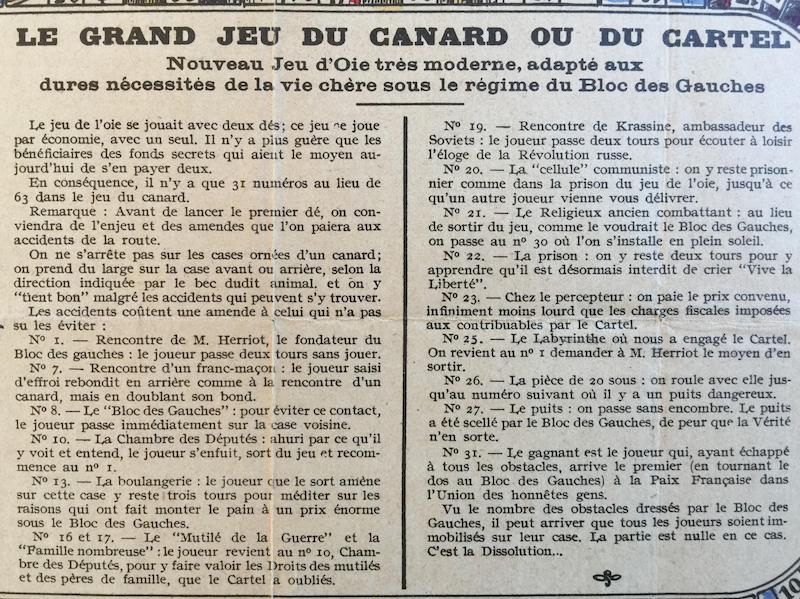 LE GRAND JEU DU CANARD OU DU CARTEL
Nouveau Jeu d'Oie très moderne, adapté aux
dures nécessités de la vie chère sous le régime du Bloc des Gauches
Le jeu de l'oie se jouait avec deux dés; ce jeu se joue
par économie, avec un seul. Il n'y a plus guère que les
bénéficiaires des fonds secrets qui aient le moyen au-
jourd'hui de s'en payer deux.
En conséquence, il n'y a que 31 numéros au lieu de
63 dans le jeu du canard.
Remarque : Avant de lancer le premier dé, on con-
viendra de l'enjeu et des amendes que l'on paiera aux
accidents de la route.
On ne s'arrête pas sur les cases ornées d'un canard;
on prend du large sur la case avant ou arrière, selon la
direction indiquée par le bec dudit animal. et on y
"tient bon" malgré les accidents qui peuvent s'y trouver.
Les accidents coûtent une amende à celui qui n'a pas
su les éviter :
N° 1. — Rencontre de M. Herriot, le fondateur du
Bloc des gauches : le joueur passe deux tours sans jouer.
N° 7. — Rencontre d'un franc-maçon : le joueur saisi
d'effroi rebondit en arrière comme à la rencontre d'un
canard, mais en doublant son bond.
N° 8. — Le "Bloc des Gauches" : pour éviter ce contact,
le joueur passe immédiatement sur la case voisine.
N° 10. — La Chambre des Députés : ahuri par ce qu'il
y voit et entend, le joueur s'enfuit, sort du jeu et recom-
mence au n° 1.
N° 13. — La boulangerie : le joueur que le sort amène
sur cette case y reste trois tours pour méditer sur les
raisons qui ont fait monter le pain à un prix énorme
sous le Bloc des Gauches.
N° 16 et 17. — Le "Mutilé de la Guerre" et la
"Famille nombreuse" : le joueur revient au n° 10, Cham-
bre des Députés, pour y faire valoir les Droits des mutilés
et des pères de famille, que le Cartel a oubliés.
N° 19. — Rencontre de Krassine, ambassadeur des
Soviets : le joueur passe deux tours pour écouter à loisir
l'éloge de la Révolution russe.
N° 20. — La "cellule" communiste : on y reste prison-
nier comme dans la prison du jeu de l'oie, jusqu'à ce
qu'un autre joueur vienne vous délivrer.
N° 21. — Le Religieux ancien combattant : au lieu
de sortir du jeu, comme le voudrait le Bloc des Gauches,
on passe au n° 30 où l'on s'installe en plein soleil.
N° 22. — La prison : on y reste deux tours pour y
apprendre qu'il est désormais interdit de crier "Vive la
Liberté".
N° 23. — Chez le percepteur : on paie le prix convenu,
infiniment moins lourd que les charges fiscales imposées
aux contribuables par le Cartel.
N° 25. — Le Labyrinthe où nous a engagé le Cartel.
On revient au n° 1 demander à M. Herriot le moyen d'en
sortir.
N° 26. — La pièce de 20 sous : on roule avec elle jus-
qu'au numéro suivant où il y a un puits dangereux.
N° 27. — Le puits : on passe sans encombre. Le puits
a été scellé par le Bloc des Gauches, de peur que la Vérité
n'en sorte.
N° 31. — Le gagnant est le joueur qui, ayant échappé
à tous les obstacles, arrive le premier (en tournant le
dos au Bloc des Gauches) à la Paix Française dans
l'Union des honnêtes gens.
Vu le nombre des obstacles dressés par le Bloc des
Gauches, il peut arriver que tous les joueurs soient im-
mobilisés sur leur case. La partie est nulle en ce cas.
C'est la Dissolution...